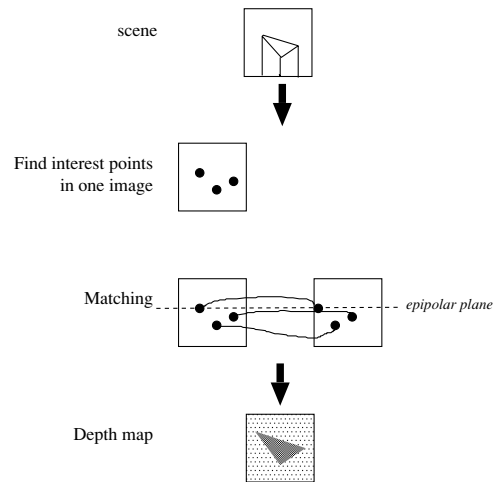 scene
Find interest points
in one image
Matching
epipolar plane
Depth map